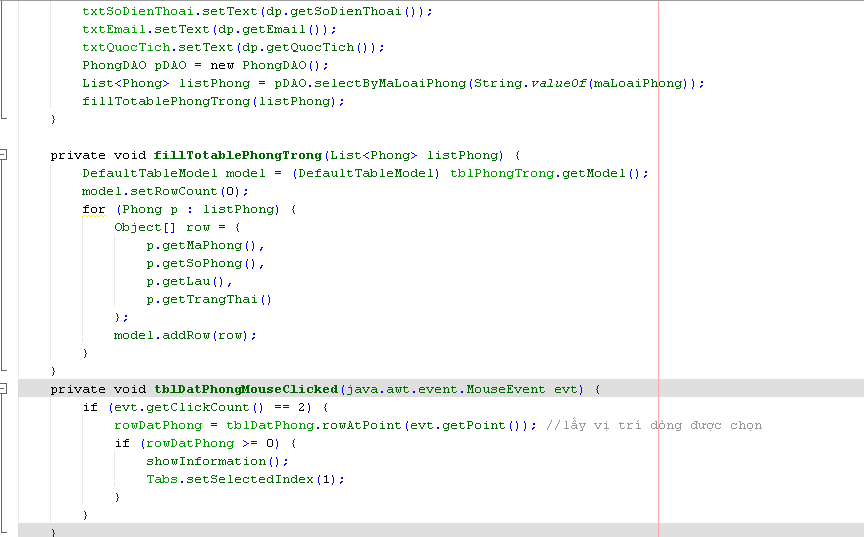 txtSoDienThoai.setText(dp.getSoDienThoai());
txtEmail.setText(dp.getEmail());
txtQuocTich.setText(dp.getQuocTich());
PhongDAO pDAO = new PhongDAO();
List<Phong> listPhong = pDAO.selectByMaLoaiPhong(String.valueOf(maLoaiPhong));
fillTotablePhongTrong(listPhong);
}
private void fillTotablePhongTrong(List<Phong> listPhong) {
DefaultTableModel model = (DefaultTableModel) tblPhongTrong.getModel();
model.setRowCount(0);
for (Phong p : listPhong) {
Object[] row = {
p.getMaPhong(),
p.getSoPhong(),
p.getLau(),
p.getTrangThai()
};
model.addRow(row);
}
}
private void tblDatPhongMouseClicked(java.awt.event.MouseEvent evt) {
if (evt.getClickCount() == 2) {
rowDatPhong = tblDatPhong.rowAtPoint(evt.getPoint()); //lấy vị trí dòng được chọn
if (rowDatPhong >= 0) {
showInformation();
Tabs.setSelectedIndex(1);
}
}
}